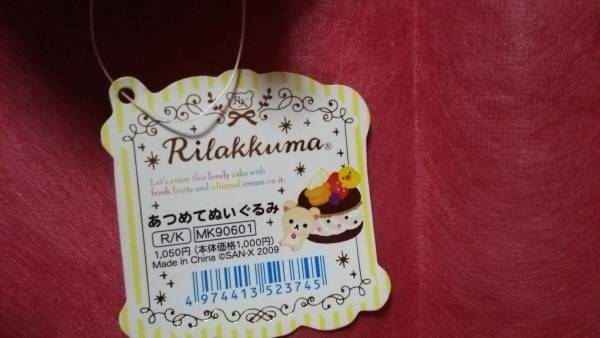 RK
Rilakkuma®
Let's enjoy this lovely cake with
fresh fruits and whipped cream on it.
あつめてぬいぐるみ
R/K MK90601
1,050円 (本体価格1,000円)
Made in China ©SAN-X 2009
4 974413 523745